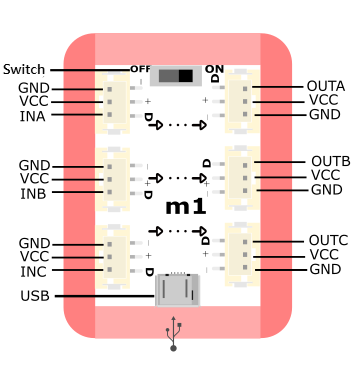 Switch OFF ON
GND D OUTA
VCC + + VCC
INA D - GND
GND - D OUTB
VCC + + VCC
INB D - GND
m1
GND - D OUTC
VCC + + VCC
INC D - GND
USB